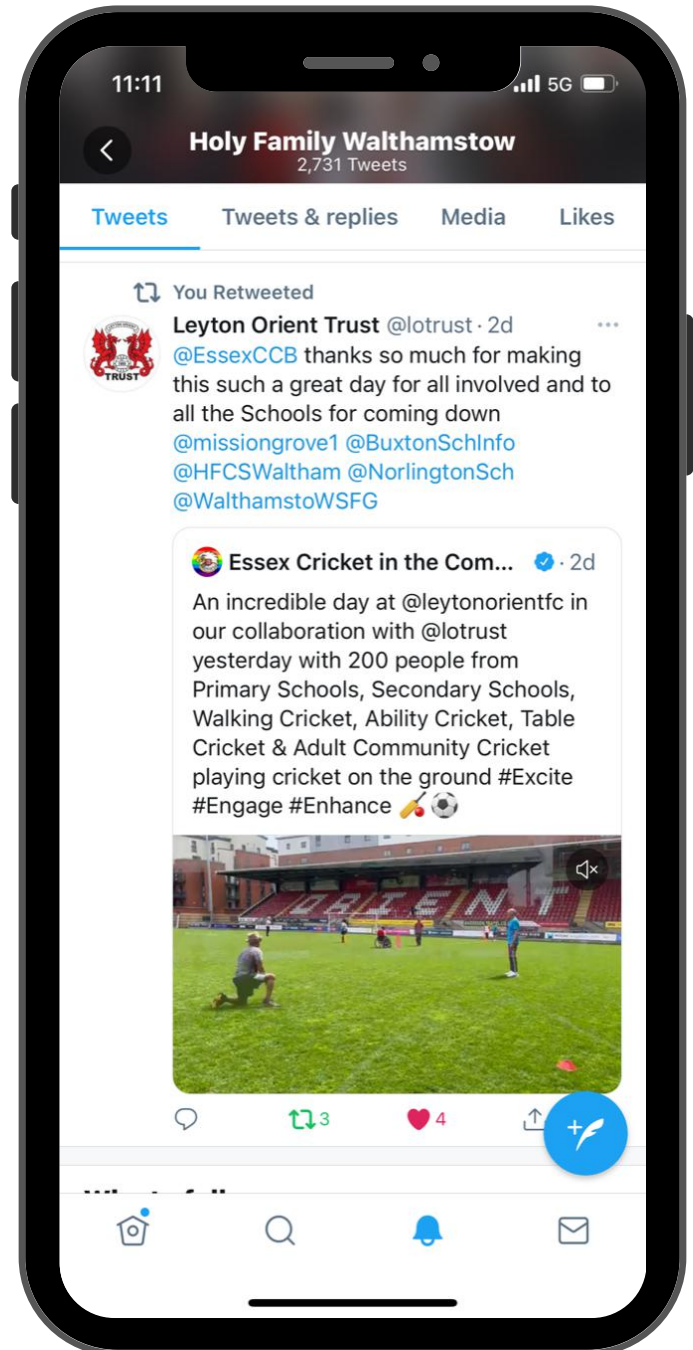 11:11
5G
Holy Family Walthamstow
2,731 Tweets
Tweets Tweets & replies Media Likes
You Retweeted
Leyton Orient Trust @lotrust · 2d
@EssexCCB thanks so much for making
this such a great day for all involved and to
all the Schools for coming down
@missiongrove1 @BuxtonSchInfo
@HFCSWaltham @NorlingtonSch
@WalthamstoWSFG
TRUST
Essex Cricket in the Com... · 2d
An incredible day at @leytonorientfc in
our collaboration with @lotrust
yesterday with 200 people from
Primary Schools, Secondary Schools,
Walking Cricket, Ability Cricket, Table
Cricket & Adult Community Cricket
playing cricket on the ground #Excite
#Engage #Enhance 🏏⚽
ORIENT
3 4